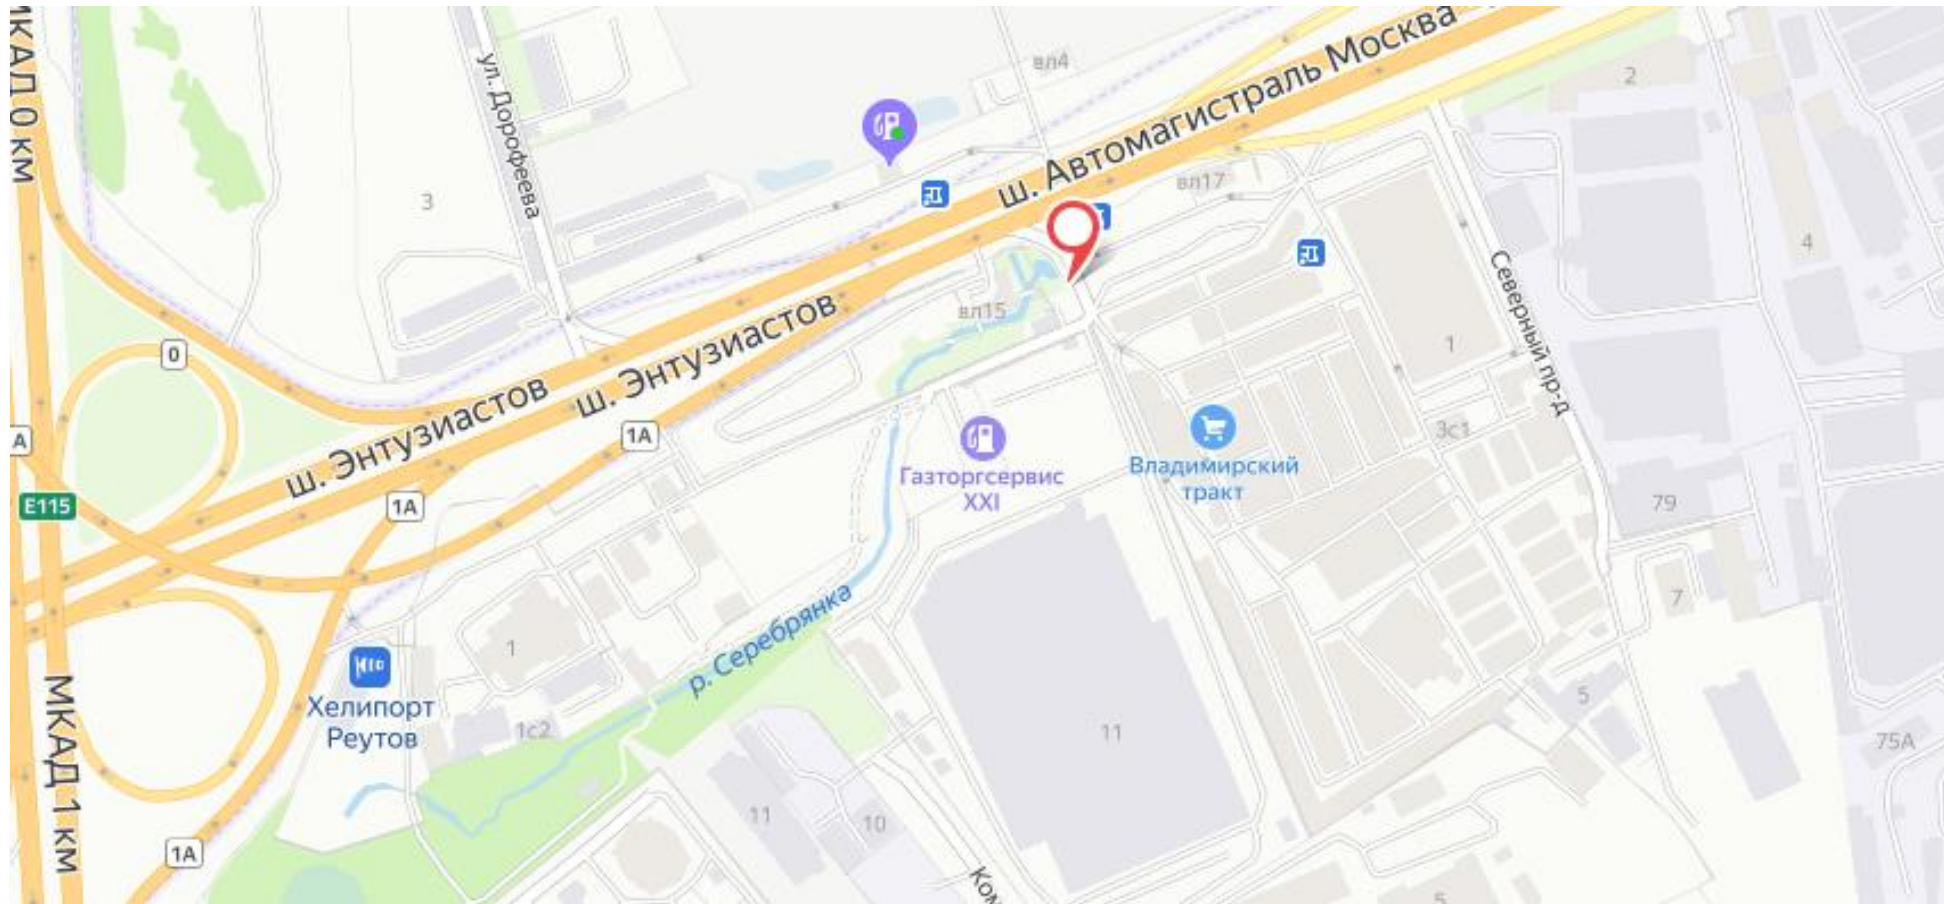 МКАД 0 км
ул. Дорофеева
вл4
ш. Автомагистраль Москва
2
3
вл17
4
вл15
Северный пр-д
0
ш. Энтузиастов
1
ш. Энтузиастов
1А
А
3с1
Газторгсервис
XXI
Владимирский
тракт
E115
1А
79
р. Серебрянка
7
1
Хелипорт
Реутов
1с2
11
5
75А
МКАД 1 км
11
10
1А
Ком
5